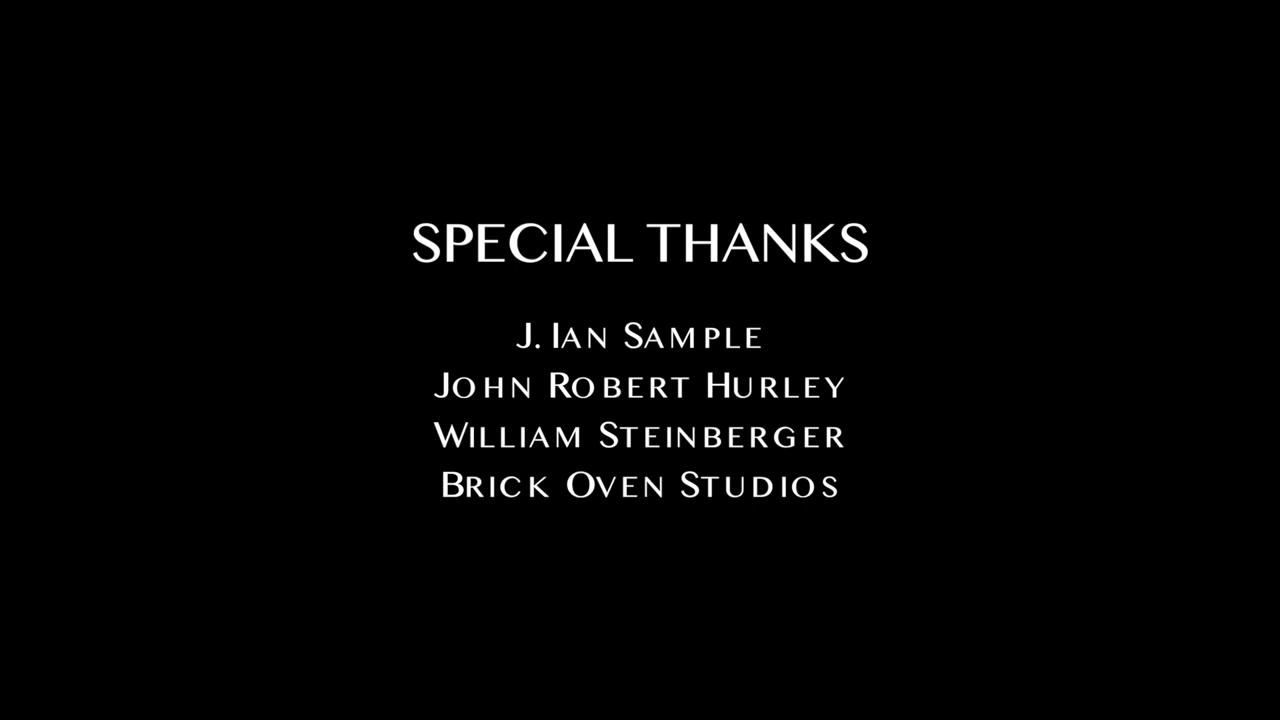 SPECIAL THANKS
J. Ian Sample
John Robert Hurley
William Steinberger
Brick Oven Studios